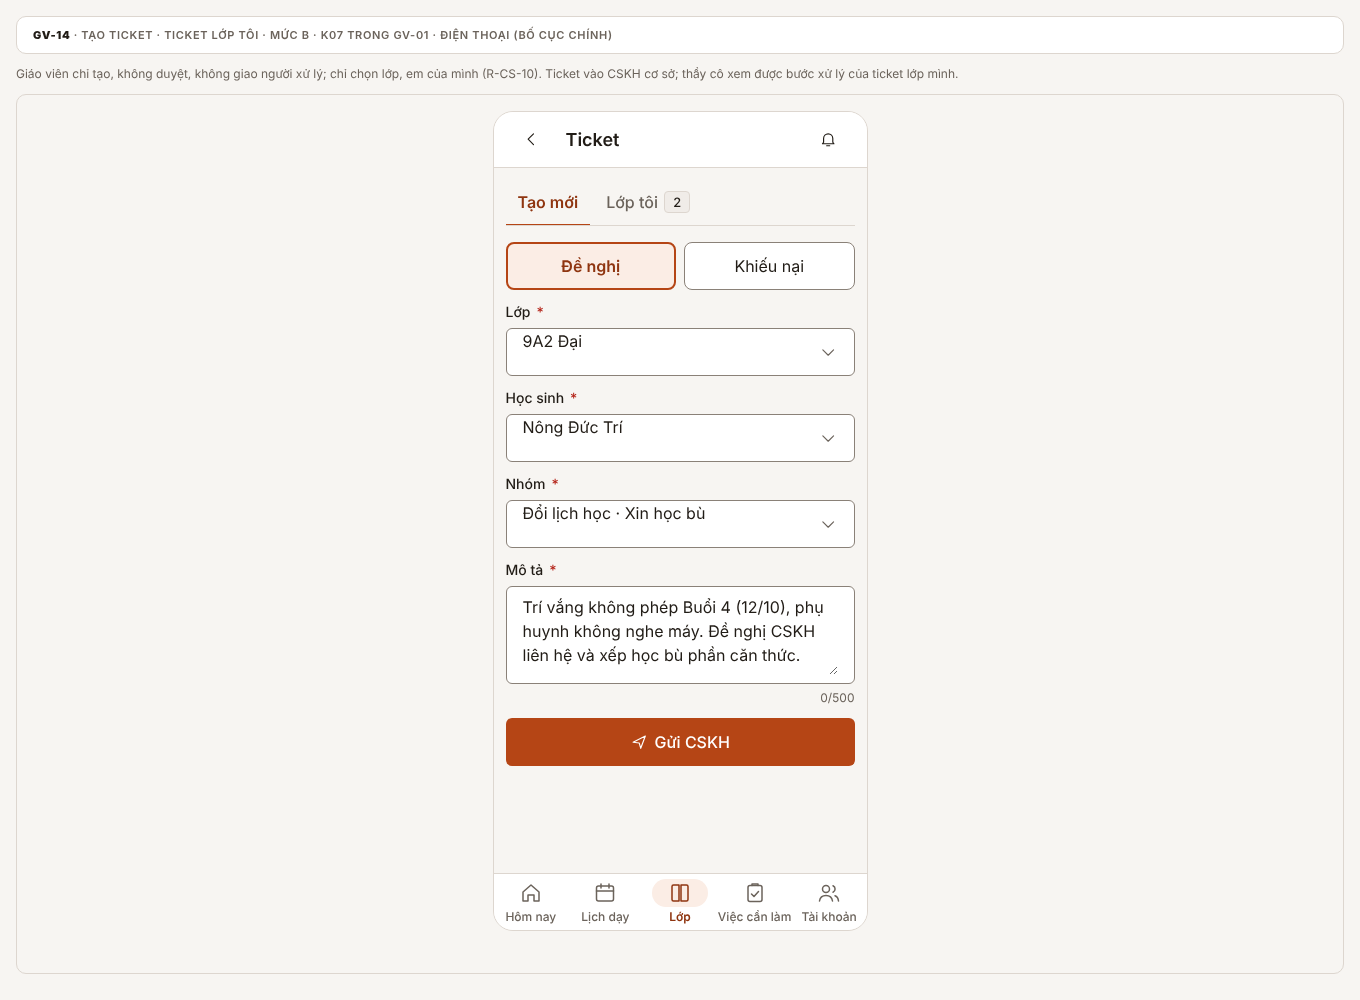 GV-14 · TẠO TICKET · TICKET LỚP TÔI · MỨC B · K07 TRONG GV-01 · ĐIỆN THOẠI (BỐ CỤC CHÍNH)
Giáo viên chỉ tạo, không duyệt, không giao người xử lý; chỉ chọn lớp, em của mình (R-CS-10). Ticket vào CSKH cơ sở; thầy cô xem được bước xử lý của ticket lớp mình.
Ticket
Tạo mới
Lớp tôi 2
Đề nghị
Khiếu nại
Lớp *
9A2 Đại
Học sinh *
Nông Đức Trí
Nhóm *
Đổi lịch học · Xin học bù
Mô tả *
Trí vắng không phép Buổi 4 (12/10), phụ
huynh không nghe máy. Đề nghị CSKH
liên hệ và xếp học bù phần căn thức.
0/500
Gửi CSKH
Hôm nay
Lịch dạy
Lớp
Việc cần làm
Tài khoản